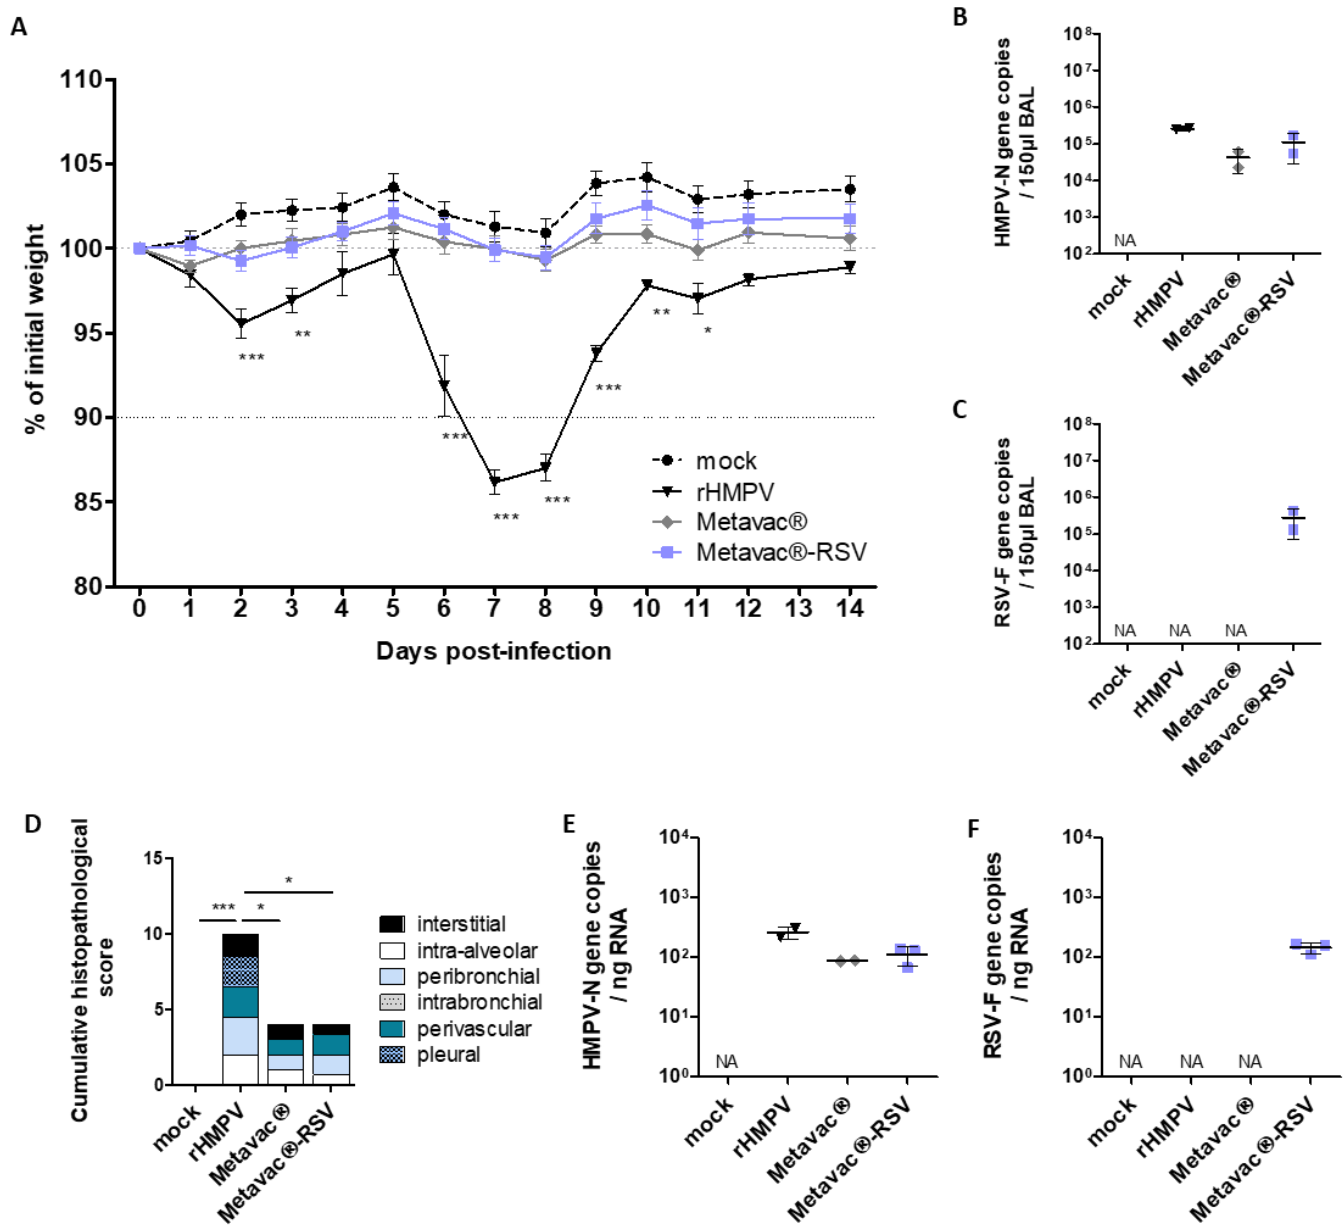 A
% of initial weight
110
105
100
95
90
85
80
***
**
***
***
***
***
**
*
mock
rHMPV
Metavac®
Metavac®-RSV
0 1 2 3 4 5 6 7 8 9 10 11 12 13 14
Days post-infection
B
HMPV-N gene copies
/ 150µl BAL
10⁸
10⁷
10⁶
10⁵
10⁴
10³
10²
NA
mock
rHMPV
Metavac®
Metavac®-RSV
C
RSV-F gene copies
/ 150µl BAL
10⁸
10⁷
10⁶
10⁵
10⁴
10³
10²
NA NA NA
mock
rHMPV
Metavac®
Metavac®-RSV
D
Cumulative histopathological
score
15
10
5
0
*
*** *
mock
rHMPV
Metavac®
Metavac®-RSV
interstitial
intra-alveolar
peribronchial
intrabronchial
perivascular
pleural
E
HMPV-N gene copies
/ ng RNA
10⁴
10³
10²
10¹
10⁰
NA
mock
rHMPV
Metavac®
Metavac®-RSV
F
RSV-F gene copies
/ ng RNA
10⁴
10³
10²
10¹
10⁰
NA NA NA
mock
rHMPV
Metavac®
Metavac®-RSV